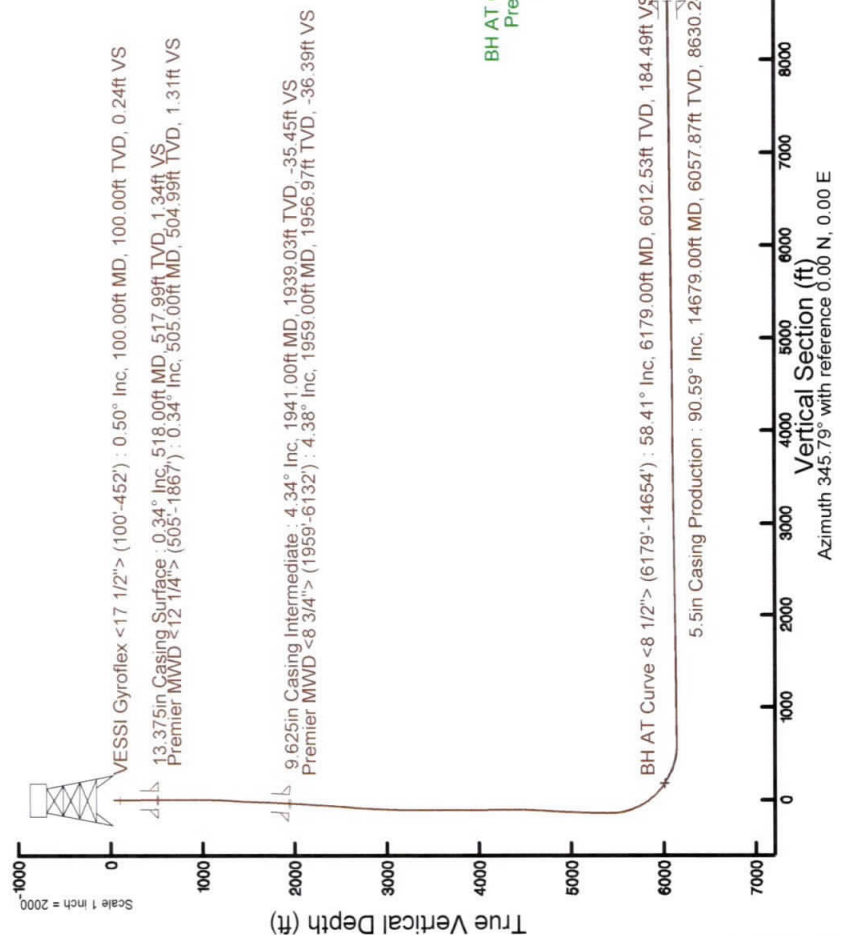 Scale 1 inch = 2000
True Vertical Depth (ft)
-1000
0
1000
2000
3000
4000
5000
6000
7000
VESSI Gyroflex <17 1/2"> (100'-452') : 0.50° Inc, 100.00ft MD, 100.00ft TVD, 0.24ft VS
13.375in Casing Surface : 0.34° Inc, 518.00ft MD, 517.99ft TVD, 1.34ft VS
Premier MWD <12 1/4"> (505'-1867') : 0.34° Inc, 505.00ft MD, 504.99ft TVD, 1.31ft VS
9.625in Casing Intermediate : 4.34° Inc, 1941.00ft MD, 1939.03ft TVD, -35.45ft VS
Premier MWD <8 3/4"> (1959'-6132') : 4.38° Inc, 1959.00ft MD, 1956.97ft TVD, -36.39ft VS
BH AT
Pre
BH AT Curve <8 1/2"> (6179'-14654') : 58.41° Inc, 6179.00ft MD, 6012.53ft TVD, 184.49ft VS
5.5in Casing Production : 90.59° Inc, 14679.00ft MD, 6057.87ft TVD, 8630.2
0
1000
2000
3000
4000
5000
6000
7000
8000
Vertical Section (ft)
Azimuth 345.79° with reference 0.00 N, 0.00 E